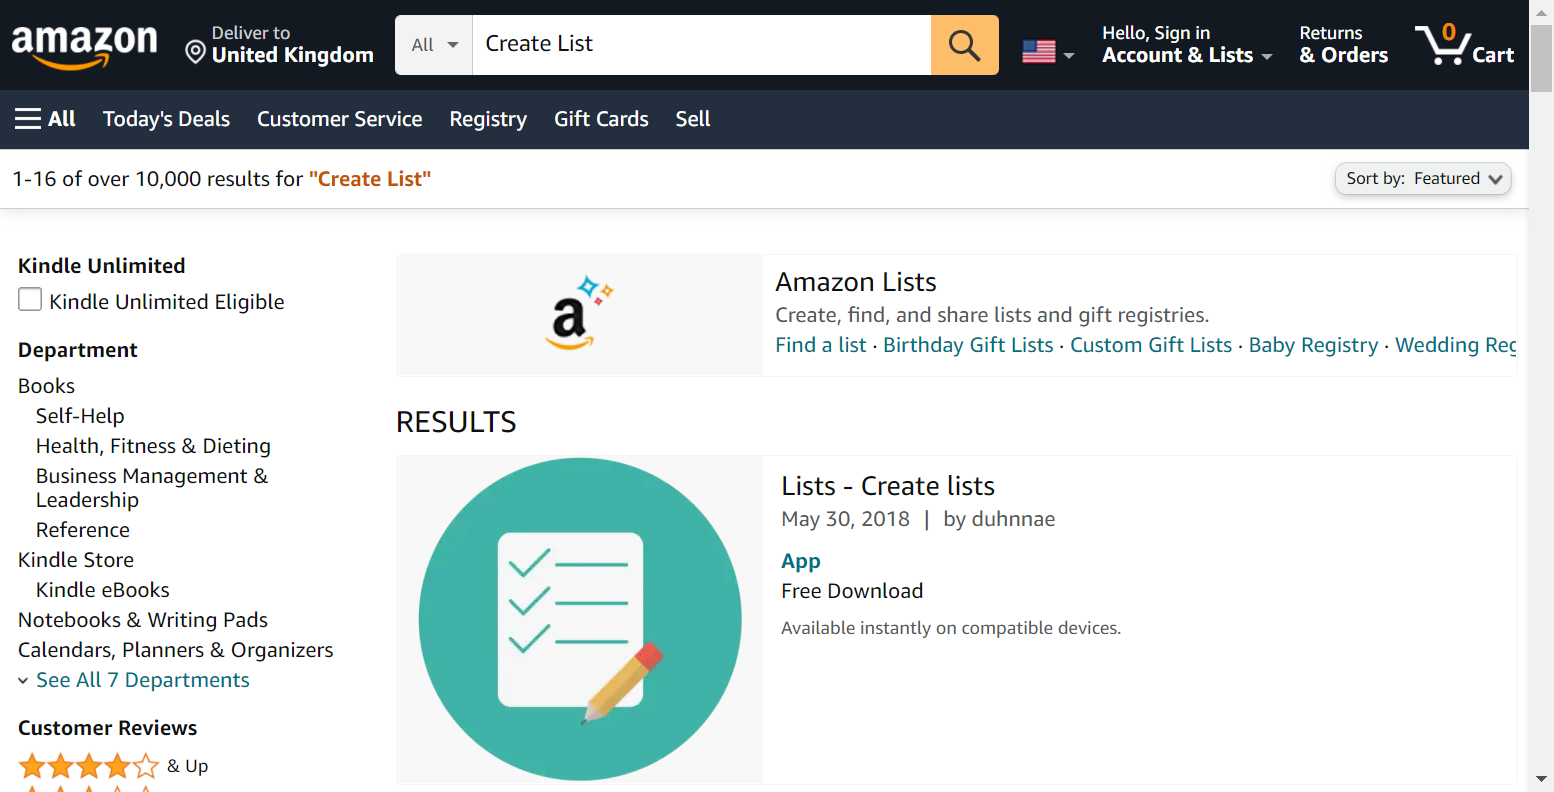 amazon
Deliver to
United Kingdom
All
Create List
Hello, Sign in
Account & Lists
Returns
& Orders
0
Cart
All
Today's Deals
Customer Service
Registry
Gift Cards
Sell
1-16 of over 10,000 results for "Create List"
Sort by: Featured
Kindle Unlimited
Kindle Unlimited Eligible
Department
Books
Self-Help
Health, Fitness & Dieting
Business Management &
Leadership
Reference
Kindle Store
Kindle eBooks
Notebooks & Writing Pads
Calendars, Planners & Organizers
See All 7 Departments
Customer Reviews
& Up
a
Amazon Lists
Create, find, and share lists and gift registries.
Find a list · Birthday Gift Lists · Custom Gift Lists · Baby Registry · Wedding Reg
RESULTS
Lists - Create lists
May 30, 2018 | by duhnnae
App
Free Download
Available instantly on compatible devices.